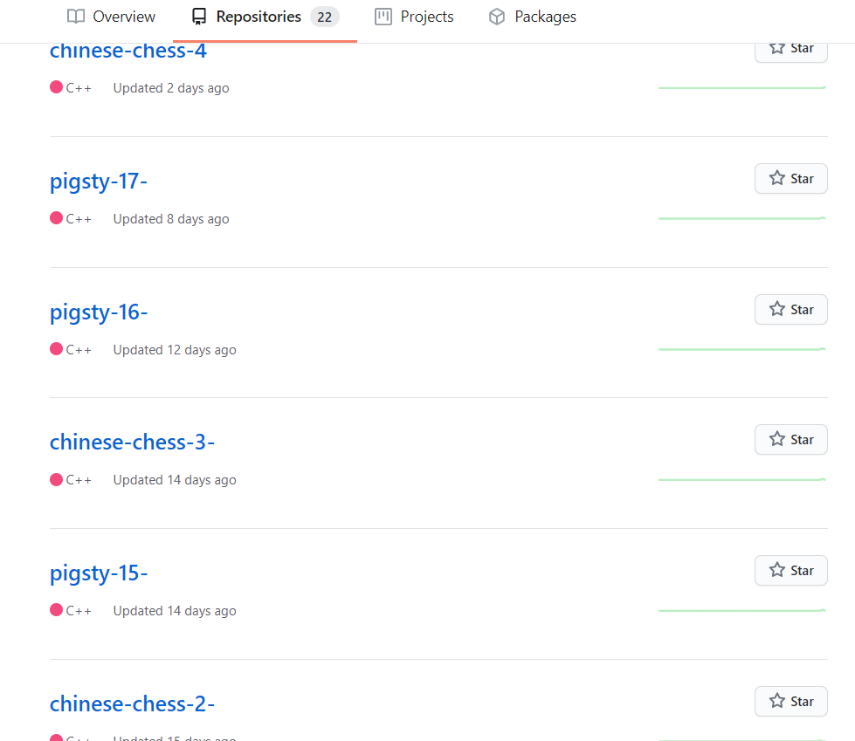 Overview Repositories 22 Projects Packages
chinese-chess-4 Star
C++ Updated 2 days ago
pigsty-17- Star
C++ Updated 8 days ago
pigsty-16- Star
C++ Updated 12 days ago
chinese-chess-3- Star
C++ Updated 14 days ago
pigsty-15- Star
C++ Updated 14 days ago
chinese-chess-2- Star
C++ Updated 15 days ago